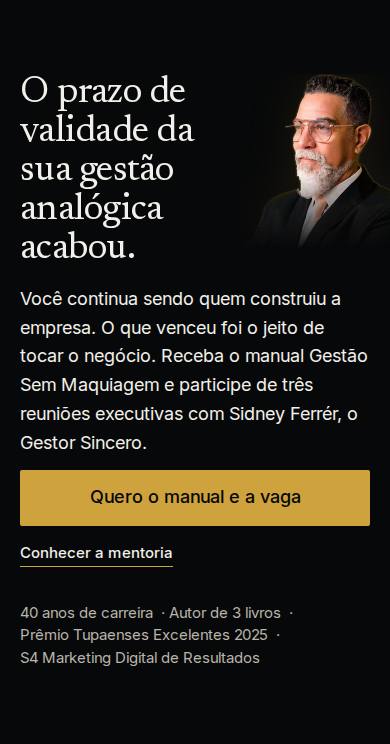 O prazo de
validade da
sua gestão
analógica
acabou.
Você continua sendo quem construiu a
empresa. O que venceu foi o jeito de
tocar o negócio. Receba o manual Gestão
Sem Maquiagem e participe de três
reuniões executivas com Sidney Ferrér, o
Gestor Sincero.
Quero o manual e a vaga
Conhecer a mentoria
40 anos de carreira · Autor de 3 livros ·
Prêmio Tupaenses Excelentes 2025 ·
S4 Marketing Digital de Resultados